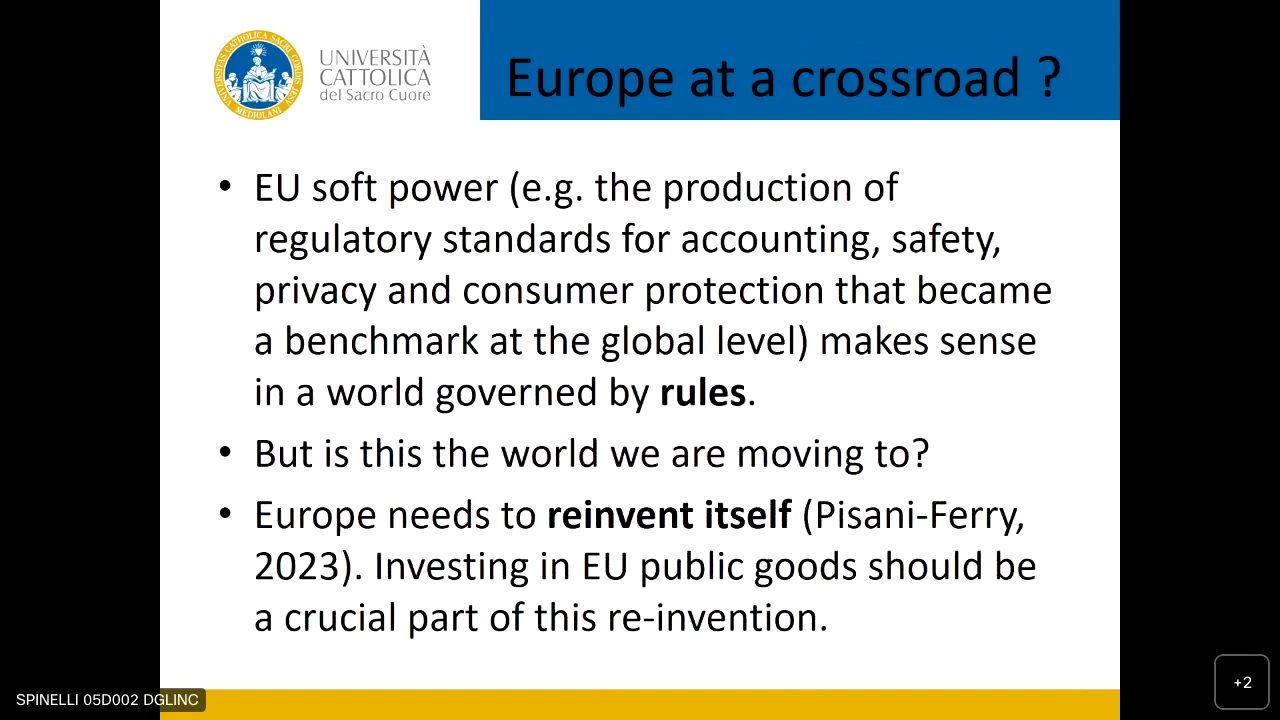 UNIVERSITÀ
CATTOLICA
del Sacro Cuore
Europe at a crossroad ?
• EU soft power (e.g. the production of
regulatory standards for accounting, safety,
privacy and consumer protection that became
a benchmark at the global level) makes sense
in a world governed by rules.
• But is this the world we are moving to?
• Europe needs to reinvent itself (Pisani-Ferry,
2023). Investing in EU public goods should be
a crucial part of this re-invention.
SPINELLI 05D002 DGLINC
+2